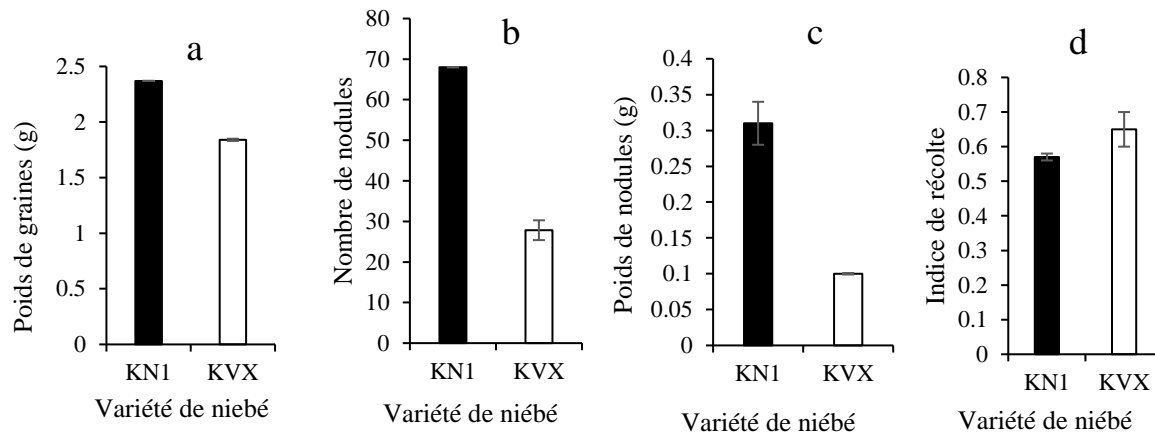 a
Poids de graines (g)
2.5
2
1.5
1
0.5
0
KN1 KVX
Variété de niebé
b
Nombre de nodules
80
70
60
50
40
30
20
10
0
KN1 KVX
Variété de niébé
c
Poids de nodules (g)
0.4
0.35
0.3
0.25
0.2
0.15
0.1
0.05
0
KN1 KVX
Variété de niébé
d
Indice de récolte
0.8
0.7
0.6
0.5
0.4
0.3
0.2
0.1
0
KN1 KVX
Variété de niébé